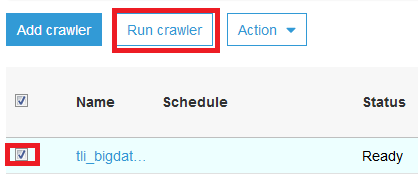 Add crawler Run crawler Action
Name Schedule Status
tli_bigdat... Ready